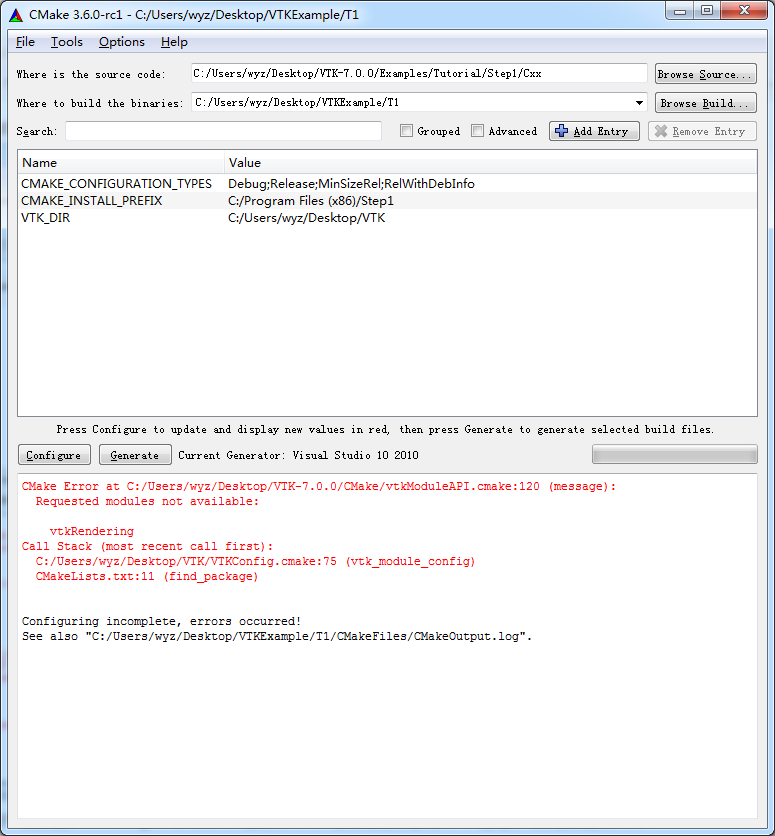 CMake 3.6.0-rc1 - C:/Users/wyz/Desktop/VTKExample/T1
File Tools Options Help
Where is the source code: C:/Users/wyz/Desktop/VTK-7.0.0/Examples/Tutorial/Step1/Cxx Browse Source...
Where to build the binaries: C:/Users/wyz/Desktop/VTKExample/T1 Browse Build...
Search: Grouped Advanced Add Entry Remove Entry
Name Value
CMAKE_CONFIGURATION_TYPES Debug;Release;MinSizeRel;RelWithDebInfo
CMAKE_INSTALL_PREFIX C:/Program Files (x86)/Step1
VTK_DIR C:/Users/wyz/Desktop/VTK
Press Configure to update and display new values in red, then press Generate to generate selected build files.
Configure Generate Current Generator: Visual Studio 10 2010
CMake Error at C:/Users/wyz/Desktop/VTK-7.0.0/CMake/vtkModuleAPI.cmake:120 (message):
Requested modules not available:
vtkRendering
Call Stack (most recent call first):
C:/Users/wyz/Desktop/VTK/VTKConfig.cmake:75 (vtk_module_config)
CMakeLists.txt:11 (find_package)
Configuring incomplete, errors occurred!
See also "C:/Users/wyz/Desktop/VTKExample/T1/CMakeFiles/CMakeOutput.log".